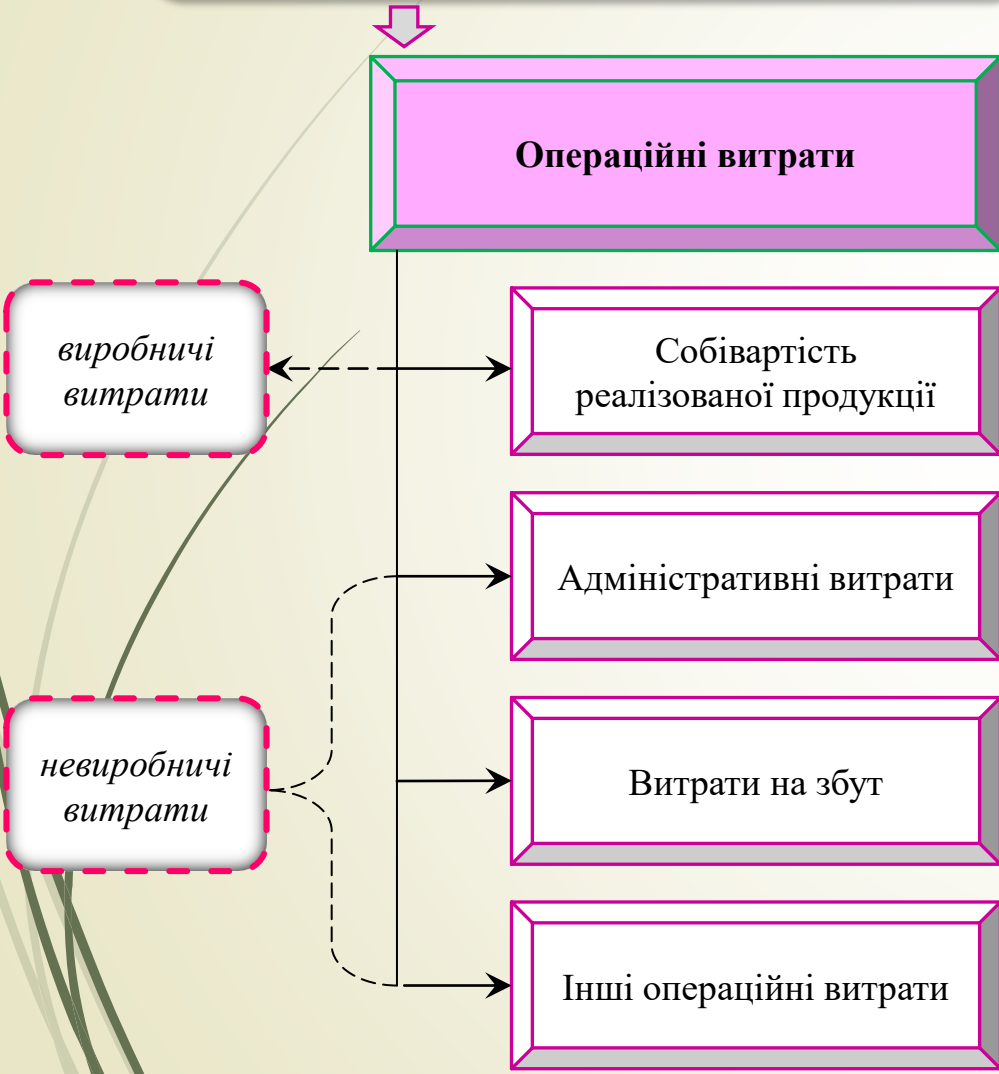 Операційні витрати
виробничі
витрати
Собівартість
реалізованої продукції
Адміністративні витрати
невиробничі
витрати
Витрати на збут
Інші операційні витрати